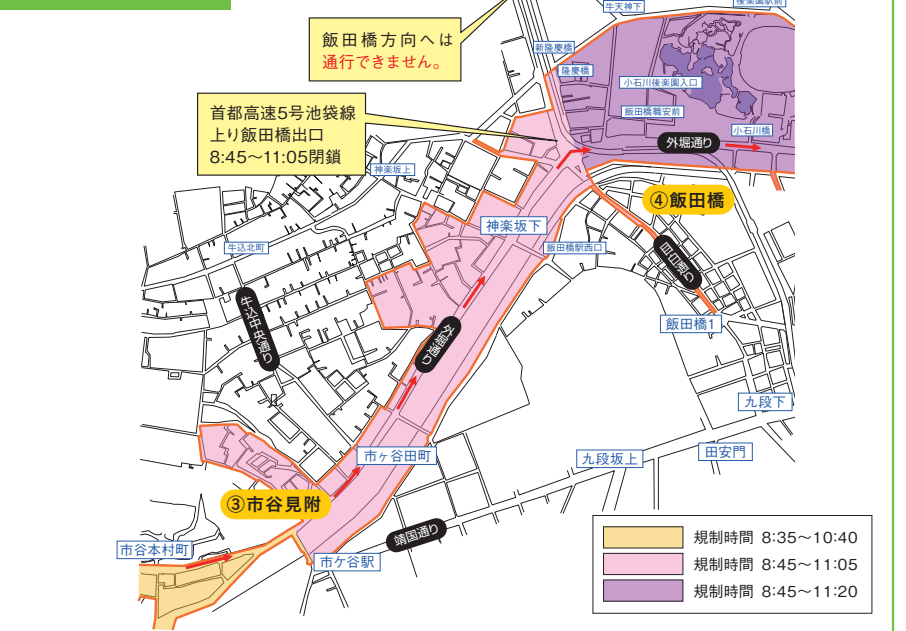 牛天神下
後楽園駅前
飯田橋方向へは
通行できません。
新隆慶橋
隆慶橋
小石川後楽園入口
首都高速5号池袋線
上り飯田橋出口
8:45〜11:05閉鎖
飯田橋職安前
小石川橋
外堀通り
神楽坂上
④飯田橋
神楽坂下
牛込北町
飯田橋駅西口
目白通り
牛込中央通り
外堀通り
飯田橋1
九段下
市ヶ谷田町
九段坂上
田安門
③市谷見附
靖国通り
市谷本村町
市ケ谷駅
規制時間 8:35〜10:40
規制時間 8:45〜11:05
規制時間 8:45〜11:20